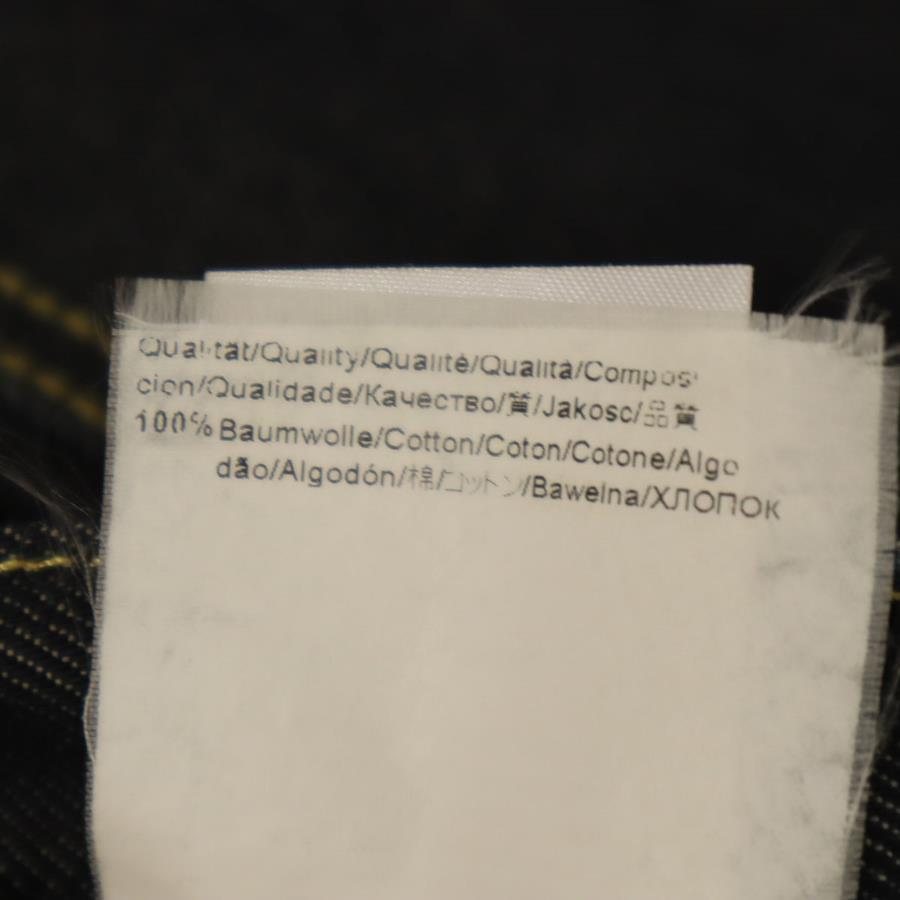 Qualität/Quality/Qualité/Qualità/Compos
ción/Qualidade/Качество/質/Jakosc/品質
100% Baumwolle/Cotton/Coton/Cotone/Algo
dão/Algodón/棉/コットン/Bawelna/ХЛОПОК